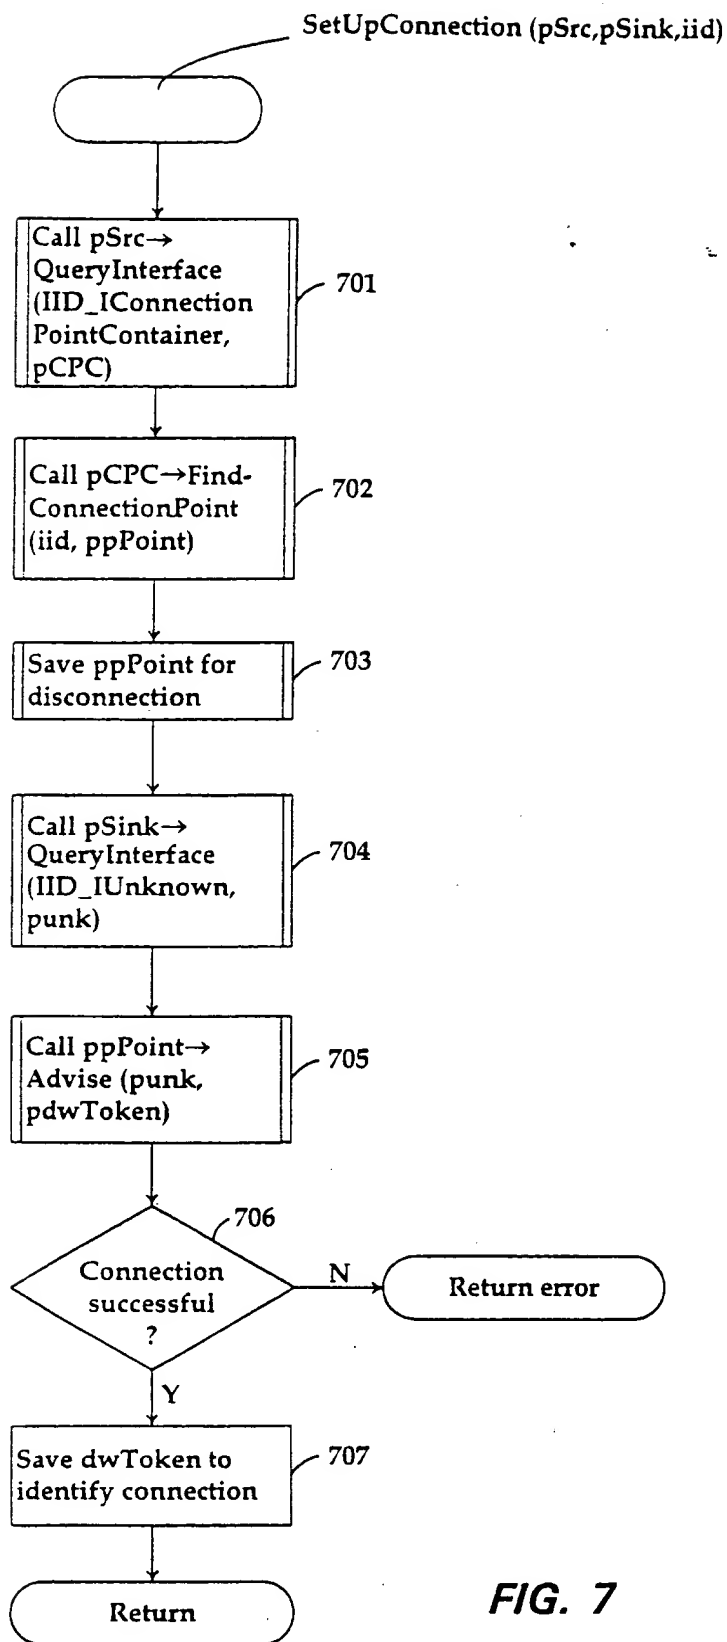 SetUpConnection (pSrc,pSink,iid)
Call pSrc→
QueryInterface
(IID_IConnection
PointContainer,
pCPC)
701
Call pCPC→Find-
ConnectionPoint
(iid, ppPoint)
702
Save ppPoint for
disconnection
703
Call pSink→
QueryInterface
(IID_IUnknown,
punk)
704
Call ppPoint→
Advise (punk,
pdwToken)
705
706
Connection
successful
?
N
Return error
Y
Save dwToken to
identify connection
707
Return
FIG. 7